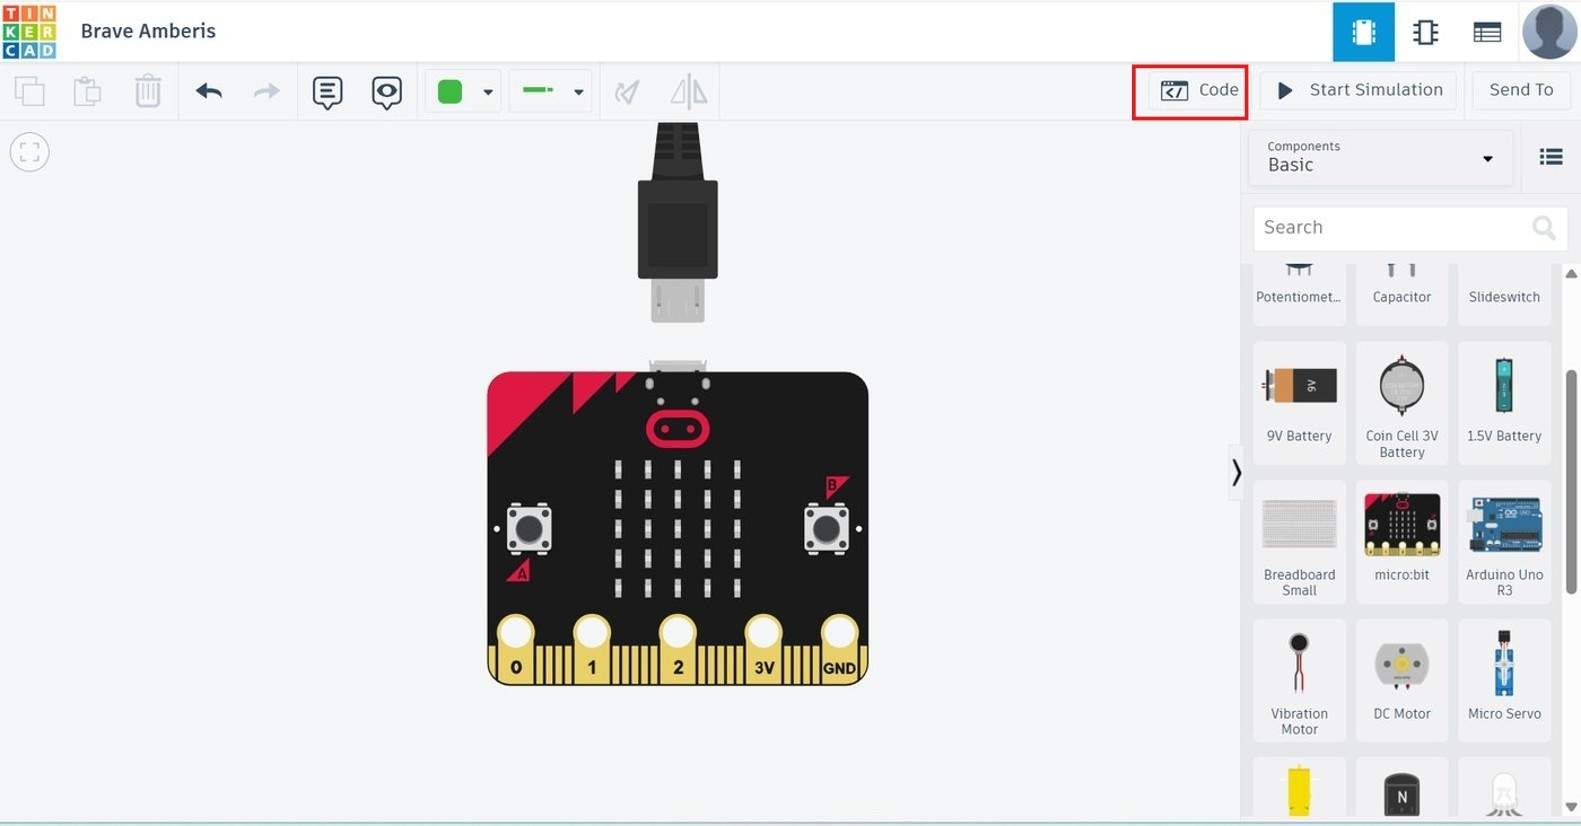 TIN
KER
CAD
Brave Amberis
Code
Start Simulation
Send To
Components
Basic
Search
Potentiomet...
Capacitor
Slideswitch
9V
9V Battery
Coin Cell 3V
Battery
1.5V Battery
Breadboard
Small
micro:bit
Arduino Uno
R3
Vibration
Motor
DC Motor
Micro Servo
N
B
A
0
1
2
3V
GND